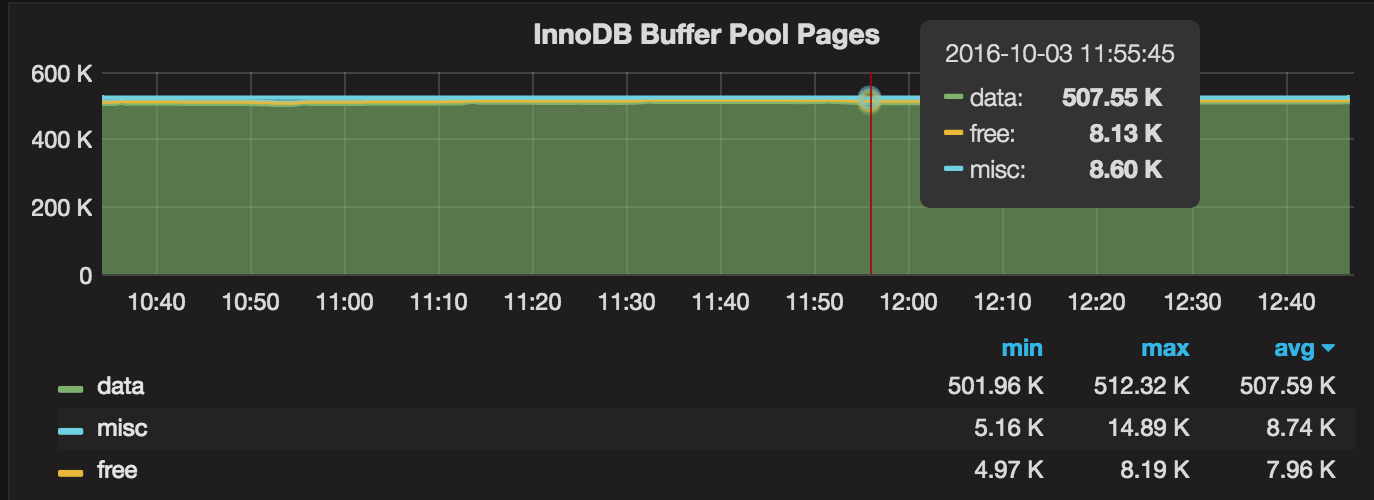 InnoDB Buffer Pool Pages
2016-10-03 11:55:45
data: 507.55 K
free: 8.13 K
misc: 8.60 K
600 K
400 K
200 K
0
10:40 10:50 11:00 11:10 11:20 11:30 11:40 11:50 12:00 12:10 12:20 12:30 12:40
min max avg
data 501.96 K 512.32 K 507.59 K
misc 5.16 K 14.89 K 8.74 K
free 4.97 K 8.19 K 7.96 K